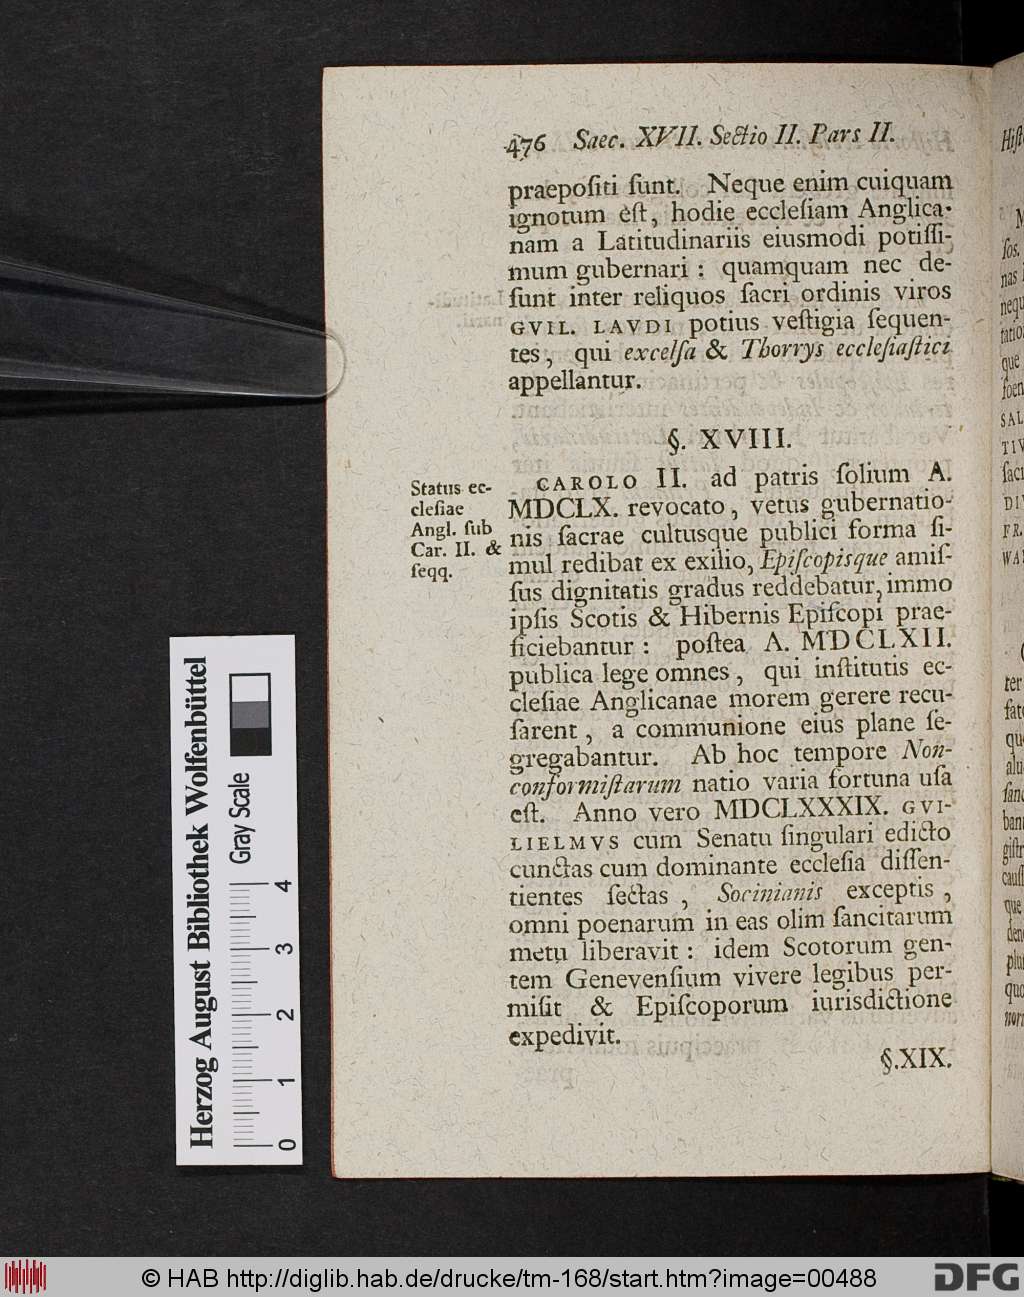 476 Saec. XVII. Sectio II. Pars II.
praepoſiti ſunt. Neque enim cuiquam
ignotum eſt, hodie eccleſiam Anglica-
nam a Latitudinariis eiusmodi potiſſi-
mum gubernari : quamquam nec de-
ſunt inter reliquos ſacri ordinis viros
GVIL. LAVDI potius veſtigia ſequen-
tes, qui excelſa & Thorrys eccleſiaſtici
appellantur.
§. XVIII.
Status ec-
cleſiae
Angl. ſub
Car. II. &
ſeqq.
CAROLO II. ad patris ſolium A.
MDCLX. revocato, vetus gubernatio-
nis ſacrae cultusque publici forma ſi-
mul redibat ex exilio, Epiſcopisque amiſ-
ſus dignitatis gradus reddebatur, immo
ipſis Scotis & Hibernis Epiſcopi prae-
ficiebantur : poſtea A. MDCLXII.
publica lege omnes, qui inſtitutis ec-
cleſiae Anglicanae morem gerere recu-
ſarent, a communione eius plane ſe-
gregabantur. Ab hoc tempore Non-
conformiſtarum natio varia fortuna uſa
eſt. Anno vero MDCLXXXIX. GVI-
LIELMVS cum Senatu ſingulari edicto
cunctas cum dominante eccleſia diſſen-
tientes ſectas, Socinianis exceptis,
omni poenarum in eas olim ſancitarum
metu liberavit : idem Scotorum gen-
tem Genevenſium vivere legibus per-
miſit & Epiſcoporum iurisdictione
expedivit.
§.XIX.
Herzog August Bibliothek Wolfenbüttel
Gray Scale
0 1 2 3 4
© HAB http://diglib.hab.de/drucke/tm-168/start.htm?image=00488
DFG